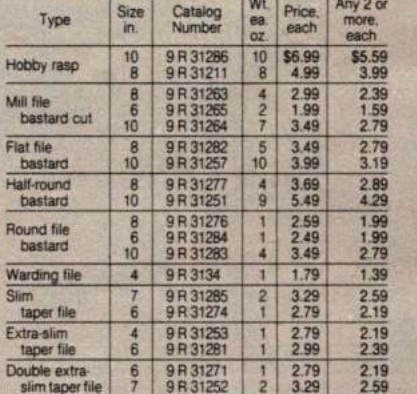 Type Size in. Catalog Number Wt. ea. oz. Price, each Any 2 or more, each
Hobby rasp 10 9 R 31286 10 $6.99 $5.59
8 9 R 31211 8 4.99 3.99
Mill file bastard cut 8 9 R 31263 4 2.99 2.39
6 9 R 31265 2 1.99 1.59
10 9 R 31264 7 3.49 2.79
Flat file bastard 8 9 R 31282 5 3.49 2.79
10 9 R 31257 10 3.99 3.19
Half-round bastard 8 9 R 31277 4 3.69 2.89
10 9 R 31251 9 5.49 4.29
Round file bastard 8 9 R 31276 1 2.59 1.99
6 9 R 31284 1 2.49 1.99
10 9 R 31283 4 3.49 2.79
Warding file 4 9 R 3134 1 1.79 1.39
Slim taper file 7 9 R 31285 2 3.29 2.59
6 9 R 31274 1 2.79 2.19
Extra-slim taper file 4 9 R 31253 1 2.79 2.19
6 9 R 31281 1 2.99 2.39
Double extra-slim taper file 6 9 R 31271 1 2.79 2.19
7 9 R 31252 2 3.29 2.59